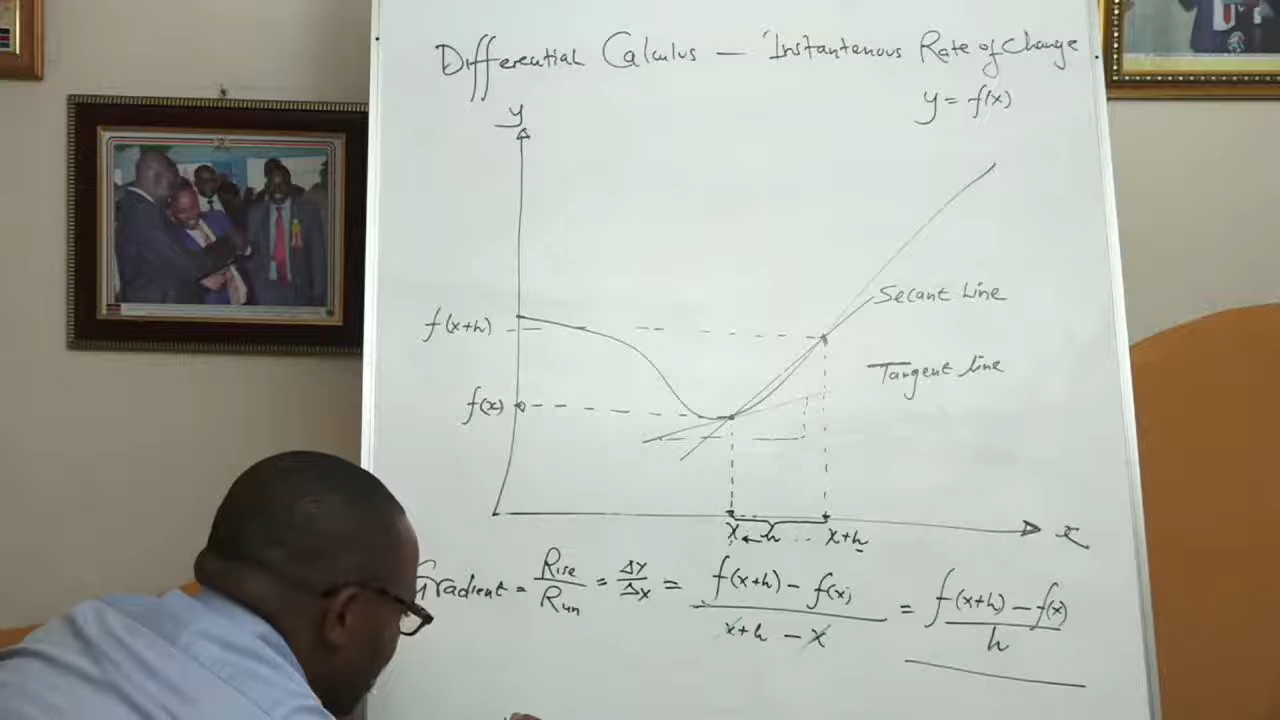 Differential Calculus — Instantenous Rate of Change
y = f(x)
y
Secant Line
f(x+h)
Tangent line
f(x)
x h x+h x
Gradient = Rise/Run = ΔY/Δx = f(x+h) - f(x)/x+h - x = f(x+h) - f(x)/h